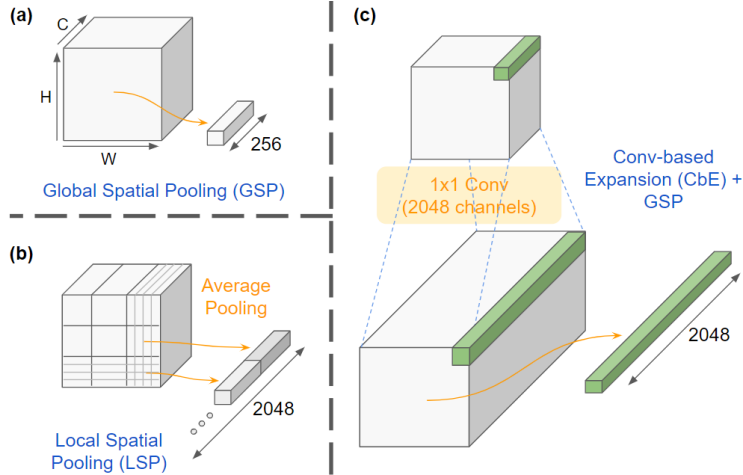 (a)
C
H
W
256
Global Spatial Pooling (GSP)
(b)
Average
Pooling
2048
Local Spatial
Pooling (LSP)
(c)
1x1 Conv
(2048 channels)
Conv-based
Expansion (CbE) +
GSP
2048